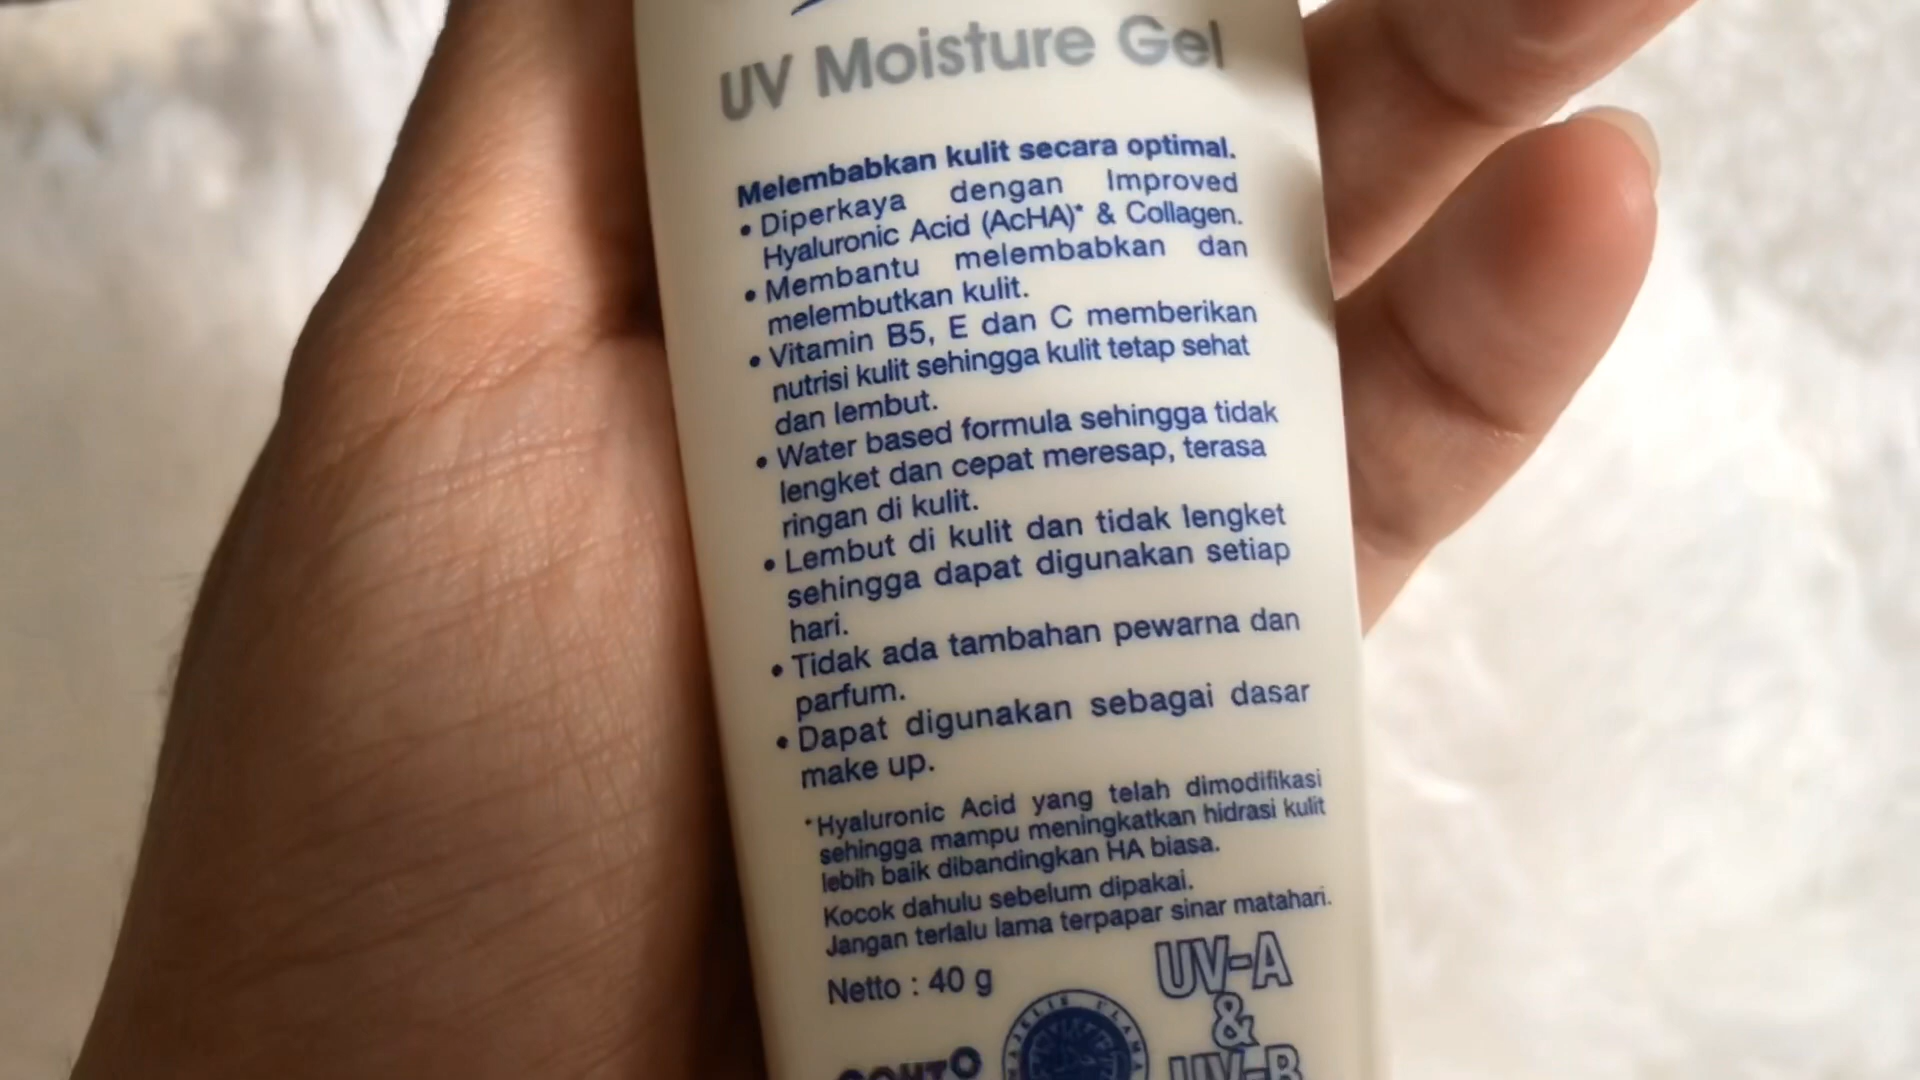 UV Moisture Gel
Melembabkan kulit secara optimal.
• Diperkaya dengan Improved
Hyaluronic Acid (AcHA)* & Collagen.
• Membantu melembabkan dan
melembutkan kulit.
• Vitamin B5, E dan C memberikan
nutrisi kulit sehingga kulit tetap sehat
dan lembut.
• Water based formula sehingga tidak
lengket dan cepat meresap, terasa
ringan di kulit.
• Lembut di kulit dan tidak lengket
sehingga dapat digunakan setiap
hari.
• Tidak ada tambahan pewarna dan
parfum.
• Dapat digunakan sebagai dasar
make up.
*Hyaluronic Acid yang telah dimodifikasi
sehingga mampu meningkatkan hidrasi kulit
lebih baik dibandingkan HA biasa.
Kocok dahulu sebelum dipakai.
Jangan terlalu lama terpapar sinar matahari.
Netto : 40 g
UV-A
&
UV-B
MAJELIS ULAMA